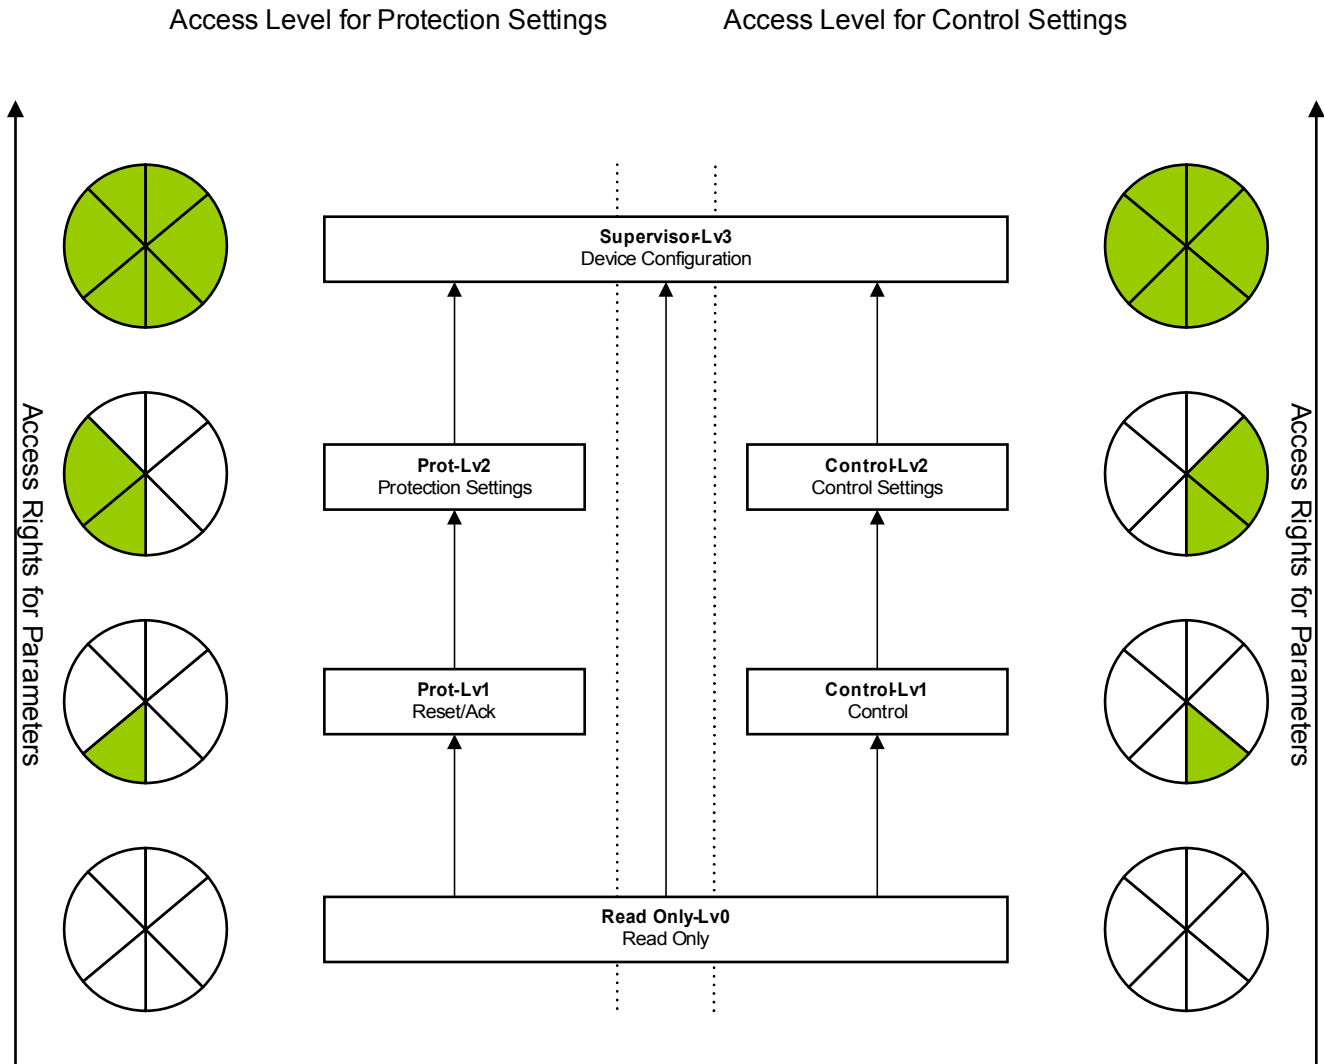 Access Level for Protection Settings
Access Level for Control Settings
Supervisor-Lv3
Device Configuration
Access Rights for Parameters
Access Rights for Parameters
Prot-Lv2
Protection Settings
Control-Lv2
Control Settings
Prot-Lv1
Reset/Ack
Control-Lv1
Control
Read Only-Lv0
Read Only